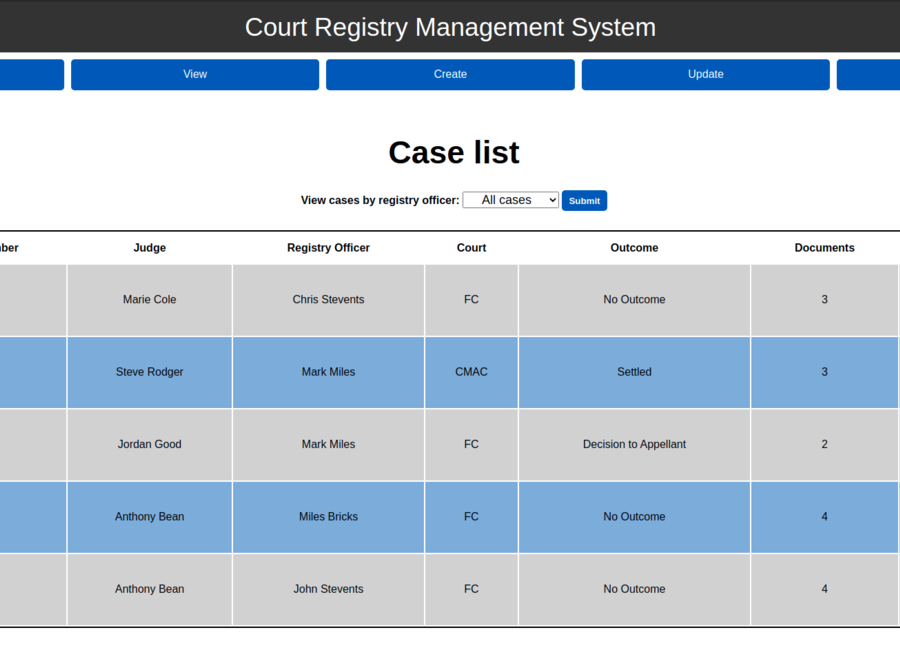 Court Registry Management System
View Create Update
Case list
View cases by registry officer: All cases Submit
ber Judge Registry Officer Court Outcome Documents
Marie Cole Chris Stevents FC No Outcome 3
Steve Rodger Mark Miles CMAC Settled 3
Jordan Good Mark Miles FC Decision to Appellant 2
Anthony Bean Miles Bricks FC No Outcome 4
Anthony Bean John Stevents FC No Outcome 4